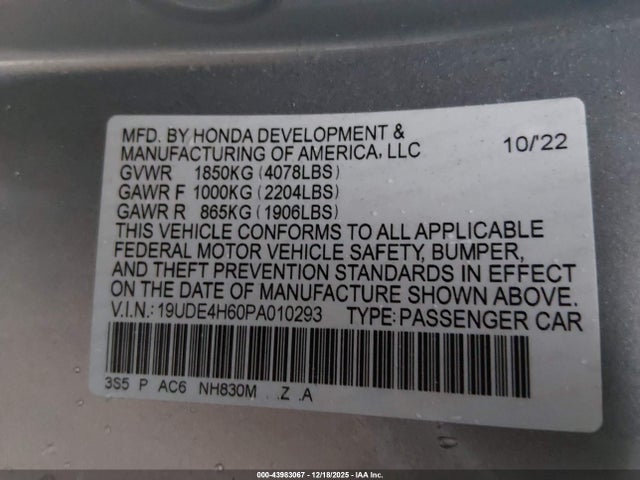 MFD. BY HONDA DEVELOPMENT &
MANUFACTURING OF AMERICA, LLC 10/'22
GVWR 1850KG (4078LBS)
GAWR F 1000KG (2204LBS)
GAWR R 865KG (1906LBS)
THIS VEHICLE CONFORMS TO ALL APPLICABLE
FEDERAL MOTOR VEHICLE SAFETY, BUMPER,
AND THEFT PREVENTION STANDARDS IN EFFECT
ON THE DATE OF MANUFACTURE SHOWN ABOVE.
V.I.N.: 19UDE4H60PA010293 TYPE: PASSENGER CAR
3S5 P AC6 NH830M . .Z .A
000-43983067 | 12/18/2025 - IAA Inc.